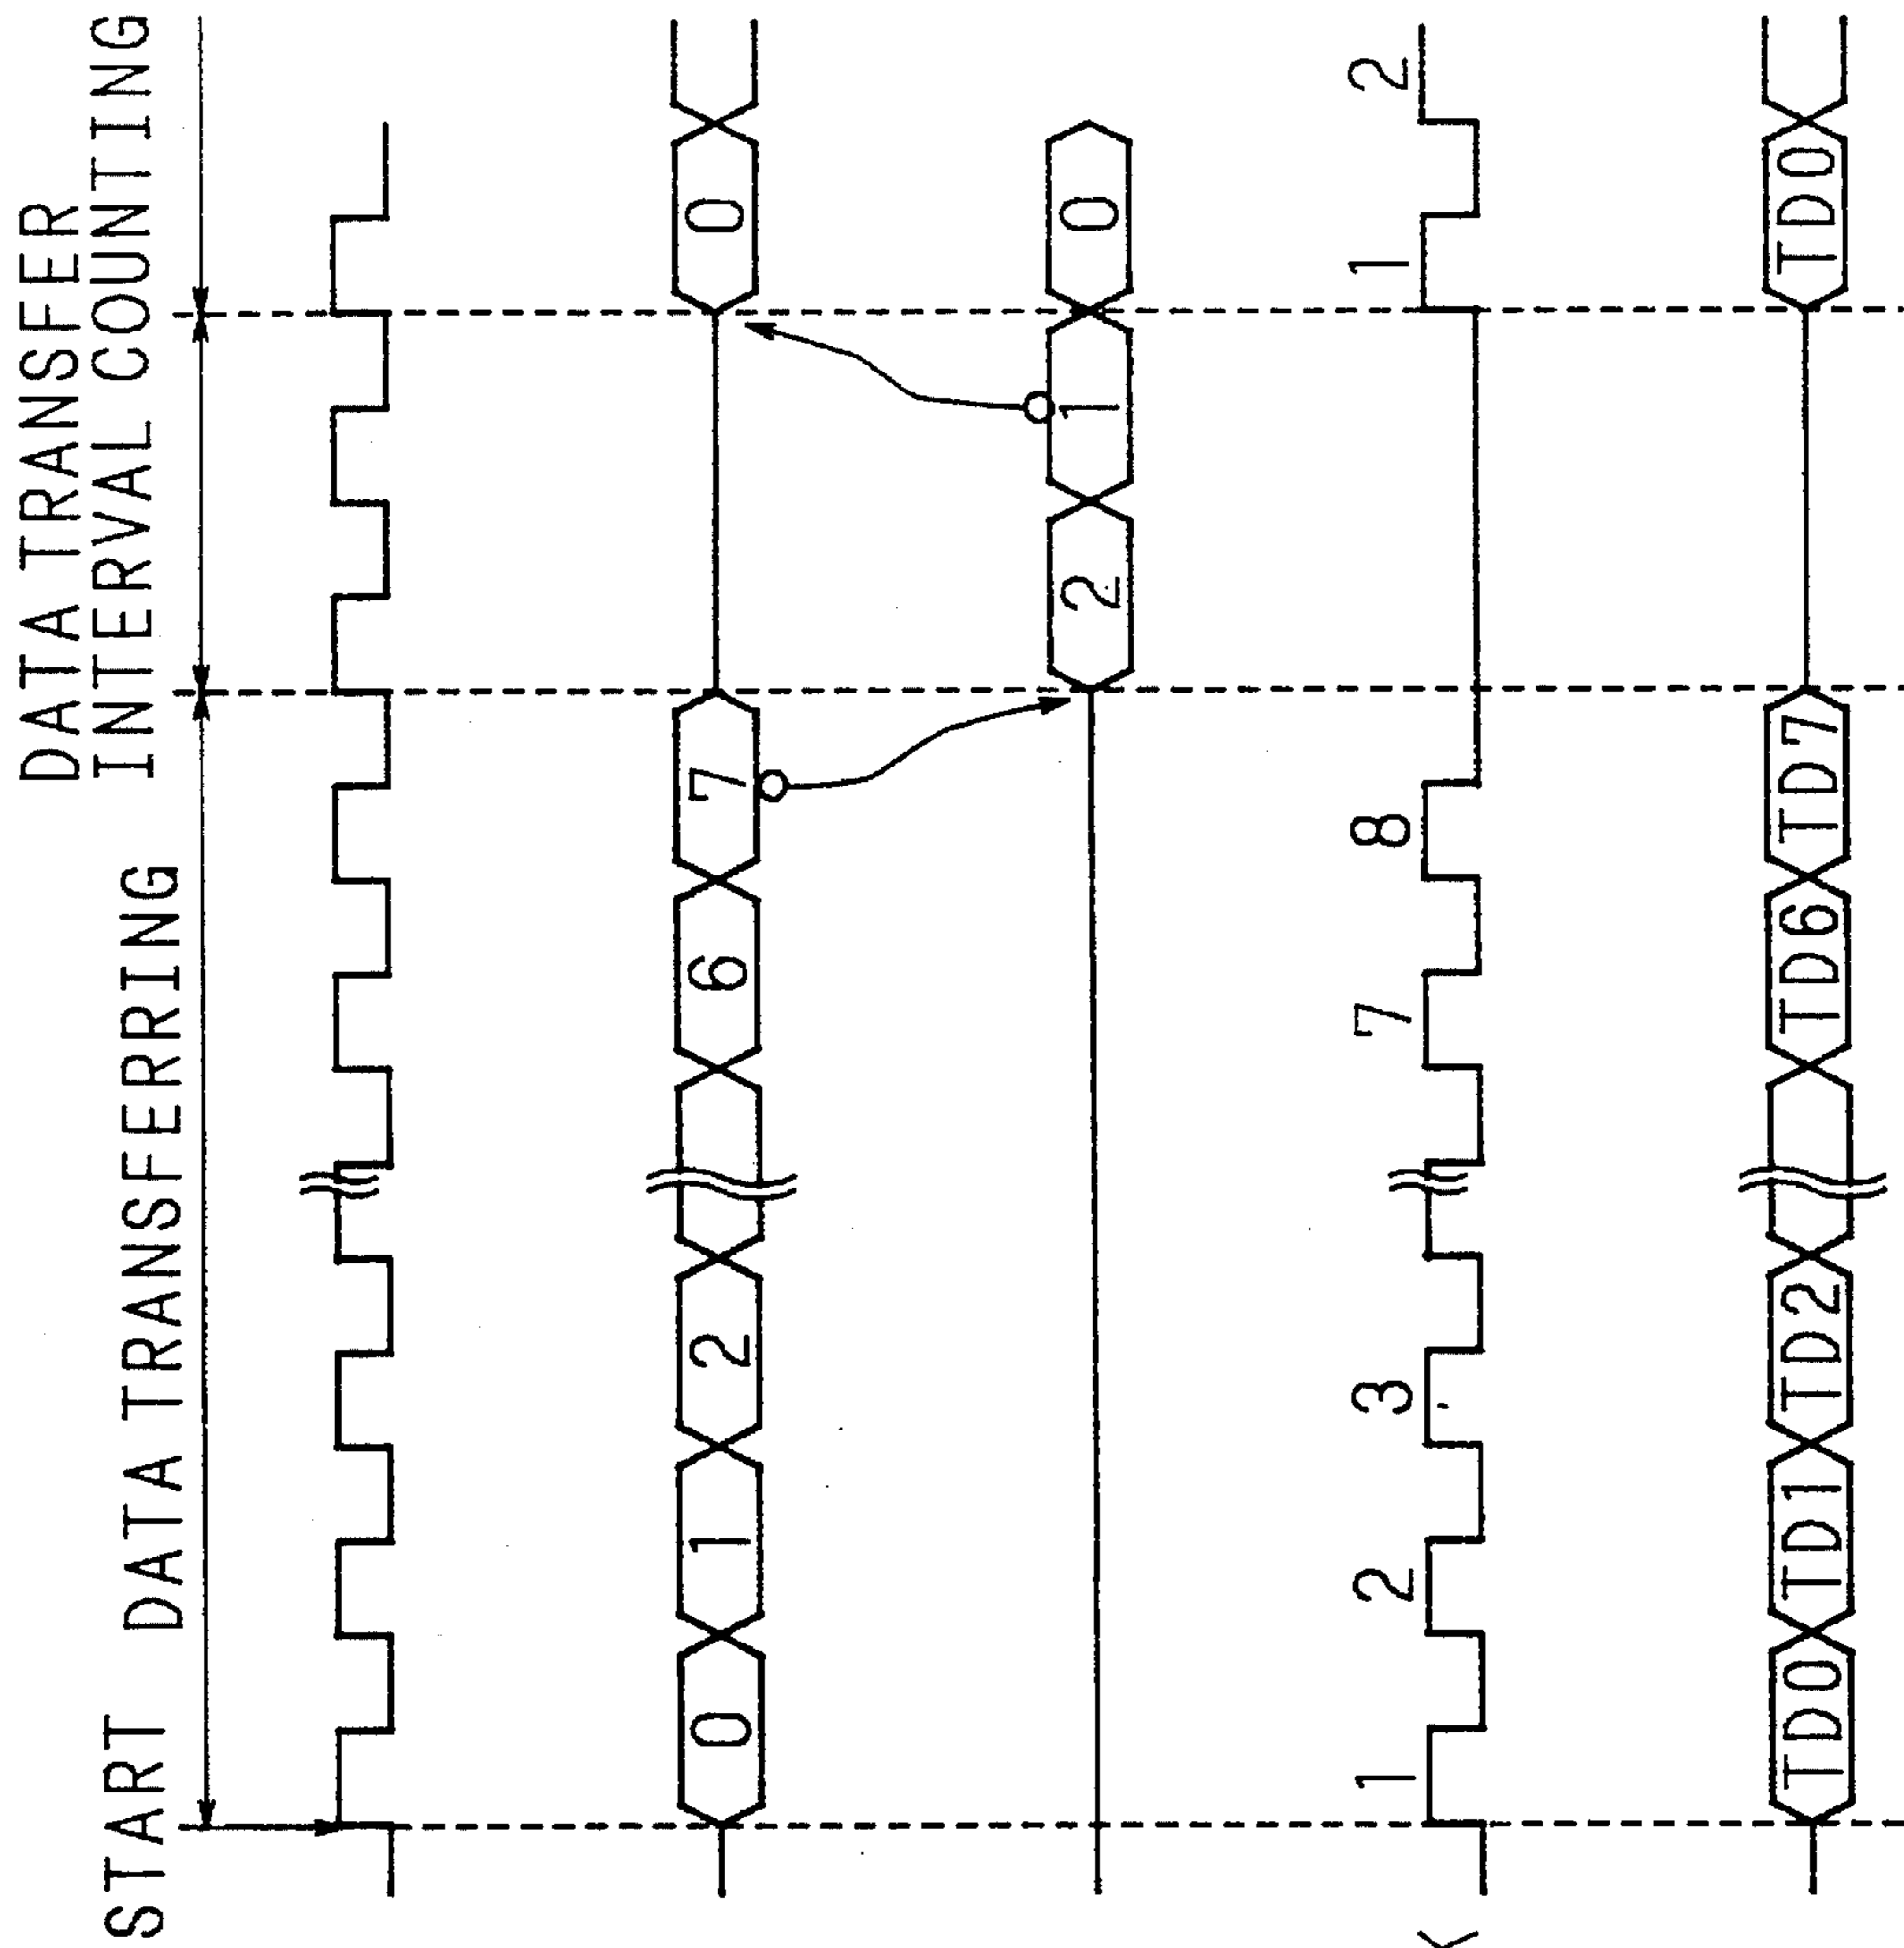 DATA TRANSFER
INTERVAL COUNTING
START DATA TRANSFERRING
0 1 2 6 7 0
2 1 0
1 2 3 7 8 1 2
TD0 TD1 TD2 TD6 TD7 TD0